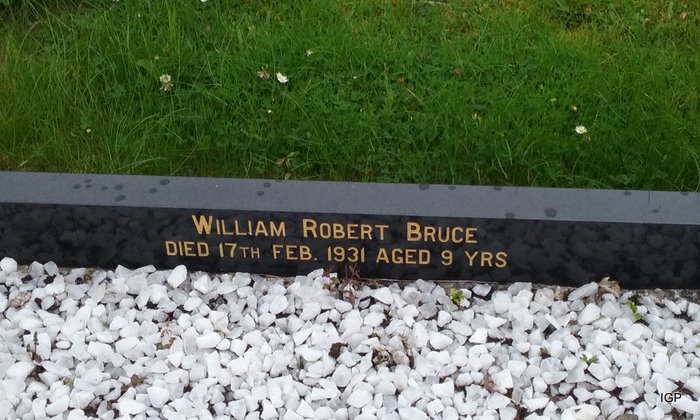 William Robert Bruce
DIED 17TH FEB. 1931 AGED 9 YRS
IGP